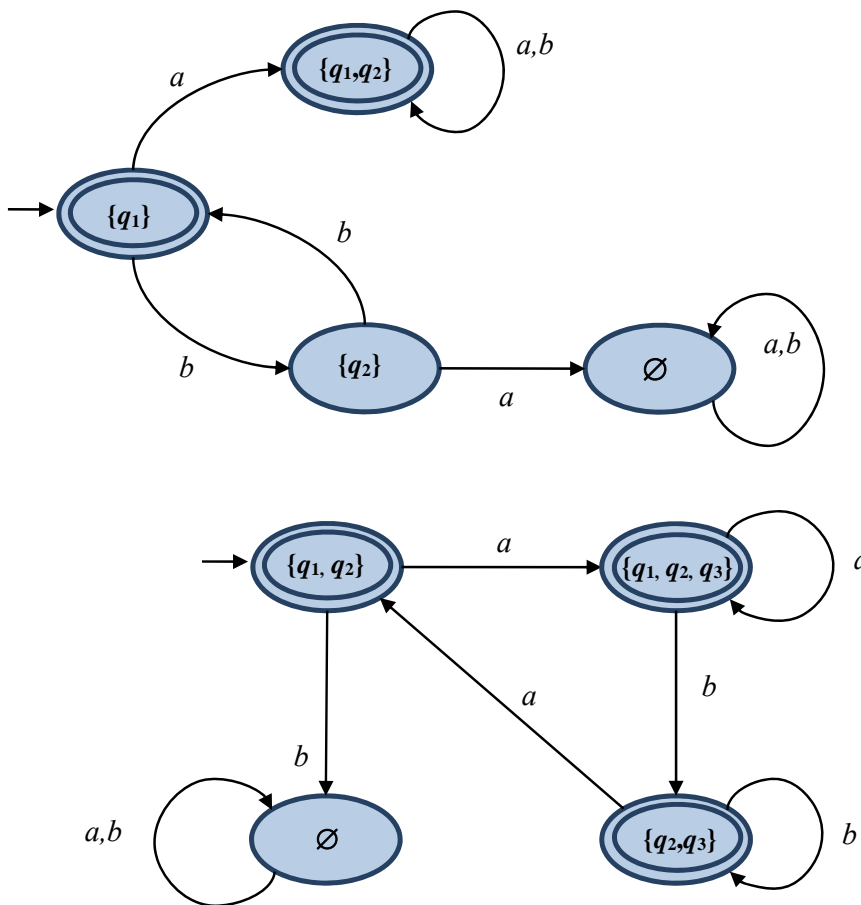 {q₁,q₂}
a,b
a
{q₁}
b
b
{q₂}
a
∅
a,b
{q₁, q₂}
a
{q₁, q₂, q₃}
a
b
a
b
a,b
∅
{q₂,q₃}
b